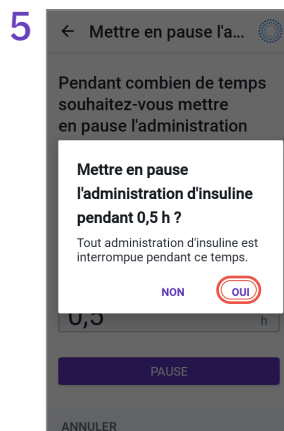 5
Mettre en pause l'a...
Pendant combien de temps
souhaitez-vous mettre
en pause l'administration
Mettre en pause
l'administration d'insuline
pendant 0,5 h ?
Tout administration d'insuline est
interrompue pendant ce temps.
NON OUI
0,5 h
PAUSE
ANNULER